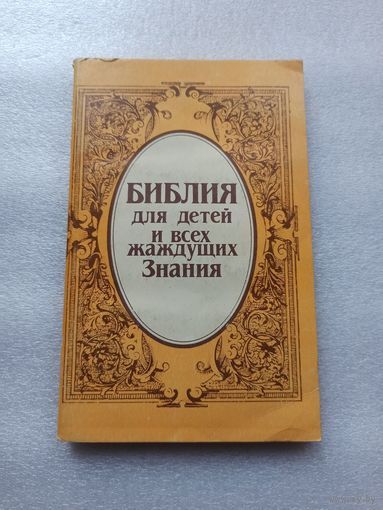 БИБЛИЯ
для детей
и всех
жаждущих
Знания